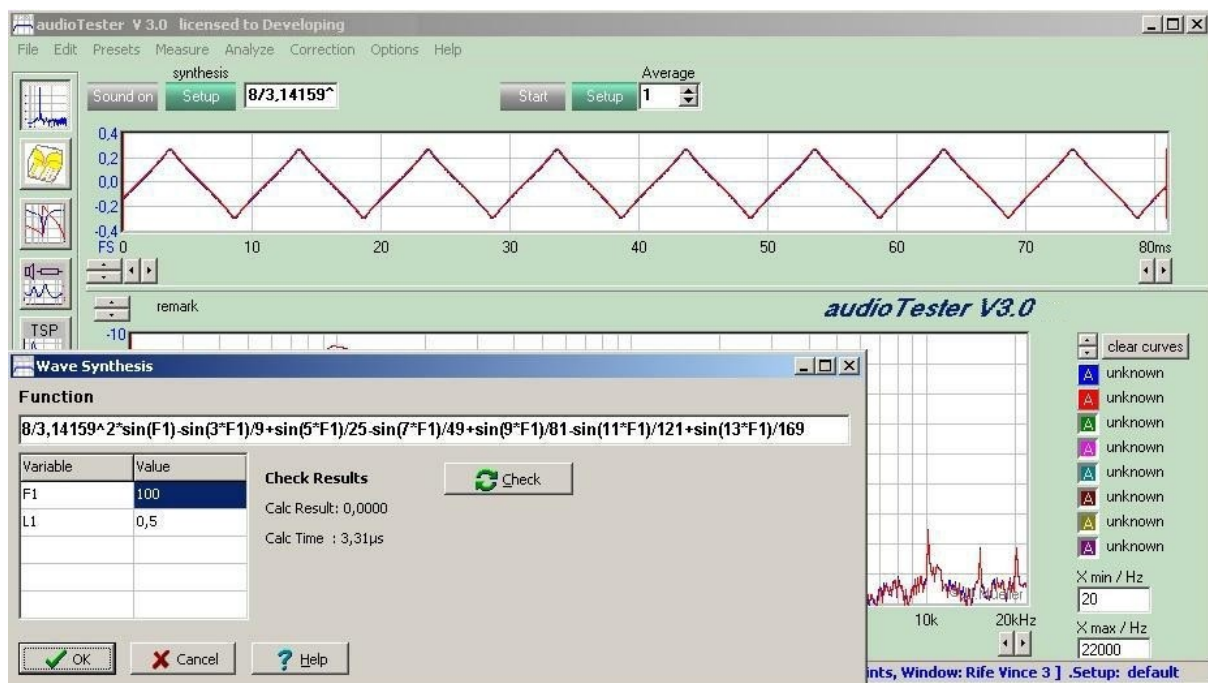 audioTester V 3.0 licensed to Developing
File Edit Presets Measure Analyze Correction Options Help
synthesis
Sound on Setup 8/3,14159^ Start Setup Average 1
0,4
0,2
0,0
-0,2
-0,4
FS 0 10 20 30 40 50 60 70 80ms
remark
audioTester V3.0
TSP
-10
clear curves
A unknown
A unknown
A unknown
A unknown
A unknown
A unknown
A unknown
A unknown
Wave Synthesis
Function
8/3,14159^2*sin(F1)-sin(3*F1)/9+sin(5*F1)/25-sin(7*F1)/49+sin(9*F1)/81-sin(11*F1)/121+sin(13*F1)/169
Variable Value
F1 100
L1 0,5
Check Results
Check
Calc Result: 0,0000
Calc Time : 3,31µs
OK Cancel Help
10k 20kHz
X min / Hz
20
X max / Hz
22000
ints, Window: Rife Vince 3 ] .Setup: default